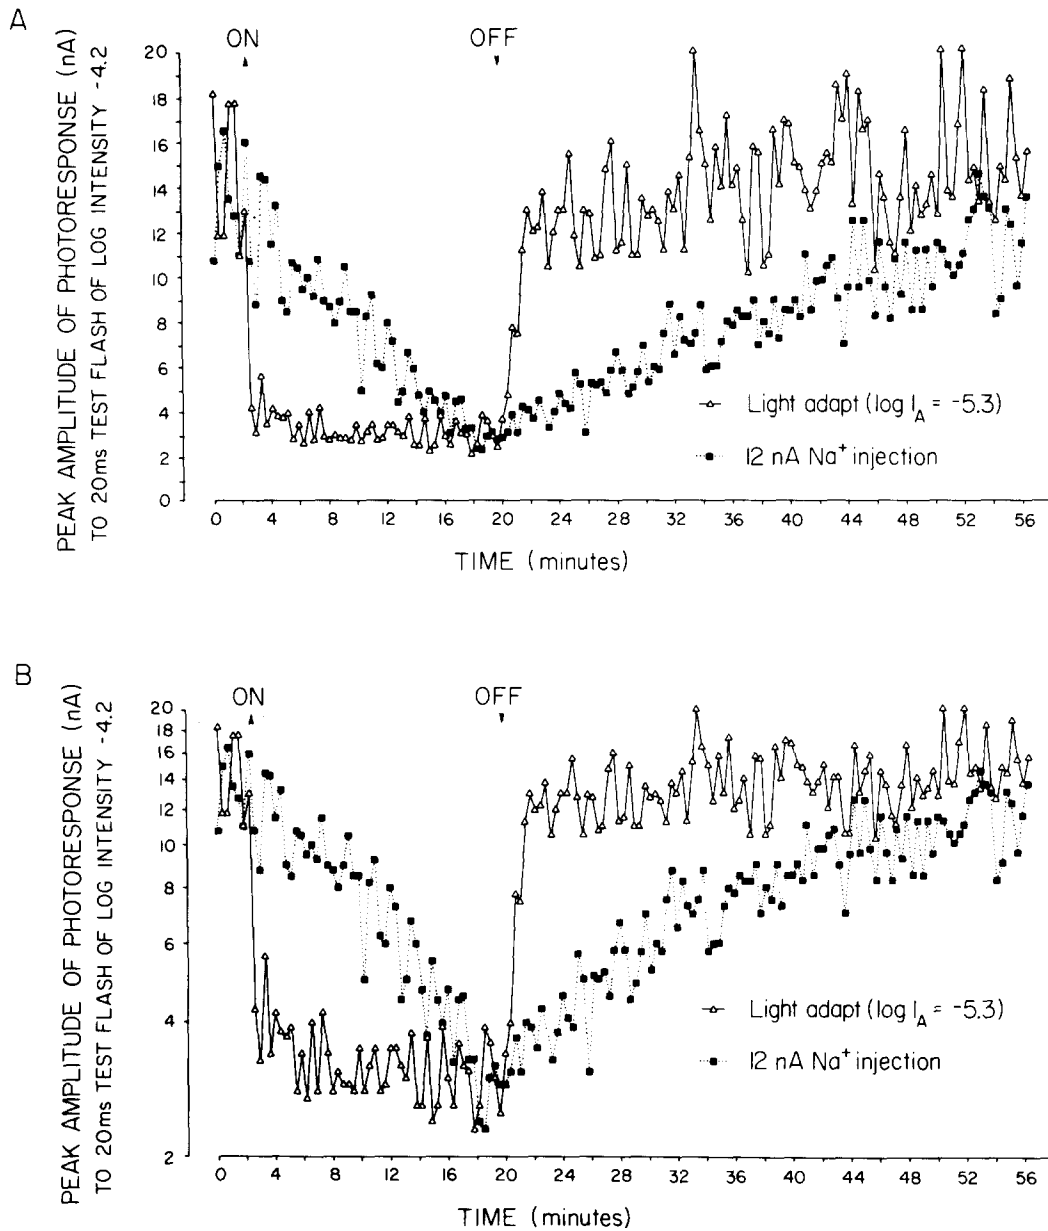 A
ON
OFF
PEAK AMPLITUDE OF PHOTORESPONSE (nA)
TO 20ms TEST FLASH OF LOG INTENSITY -4.2
20
18
16
14
12
10
8
6
4
2
0
Light adapt (log I_A = -5.3)
12 nA Na⁺ injection
0 4 8 12 16 20 24 28 32 36 40 44 48 52 56
TIME (minutes)
B
ON
OFF
PEAK AMPLITUDE OF PHOTORESPONSE (nA)
TO 20ms TEST FLASH OF LOG INTENSITY -4.2
20
18
16
14
12
10
8
6
4
2
Light adapt (log I_A = -5.3)
12 nA Na⁺ injection
0 4 8 12 16 20 24 28 32 36 40 44 48 52 56
TIME (minutes)